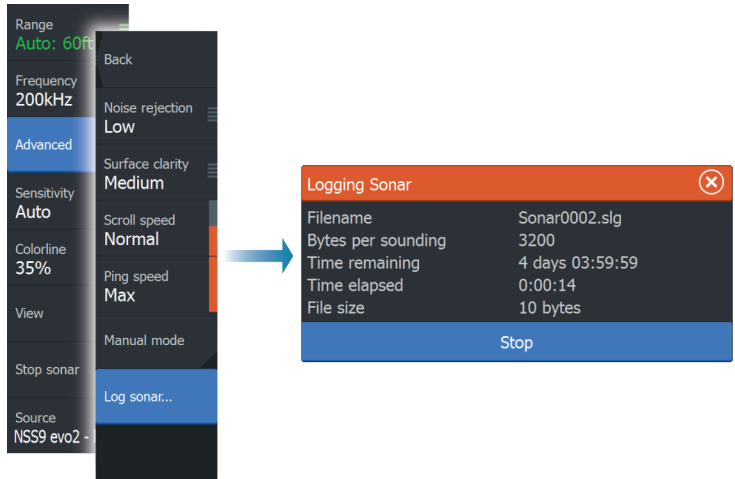 Range
Auto: 60ft
Frequency
200kHz
Advanced
Sensitivity
Auto
Colorline
35%
View
Stop sonar
Source
NSS9 evo2 -
Back
Noise rejection
Low
Surface clarity
Medium
Scroll speed
Normal
Ping speed
Max
Manual mode
Log sonar...
Logging Sonar
Filename Sonar0002.slg
Bytes per sounding 3200
Time remaining 4 days 03:59:59
Time elapsed 0:00:14
File size 10 bytes
Stop